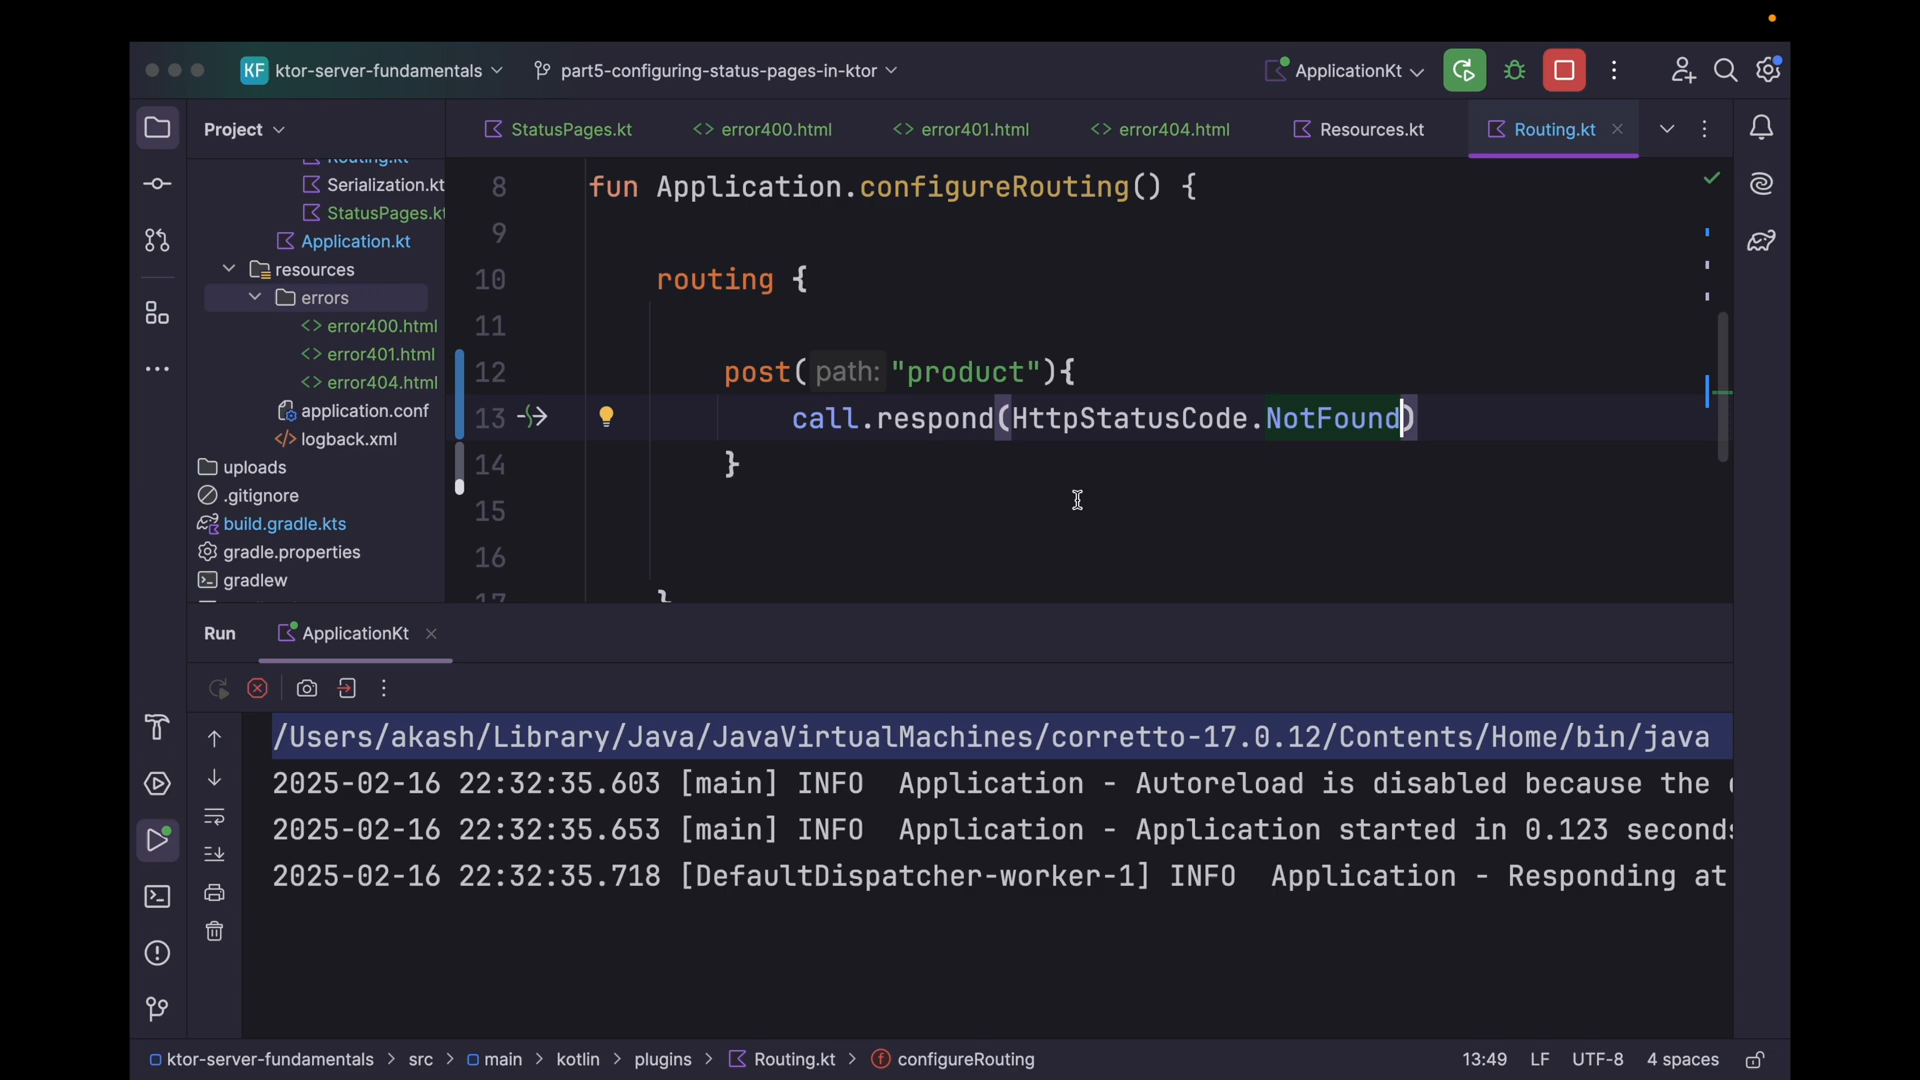 KF ktor-server-fundamentals part5-configuring-status-pages-in-ktor ApplicationKt
Project
StatusPages.kt error400.html error401.html error404.html Resources.kt Routing.kt
Routing.kt
Serialization.kt
StatusPages.kt
Application.kt
resources
errors
error400.html
error401.html
error404.html
application.conf
logback.xml
uploads
.gitignore
build.gradle.kts
gradle.properties
gradlew
8 fun Application.configureRouting() {
9
10 routing {
11
12 post( path: "product"){
13 call.respond(HttpStatusCode.NotFound)
14 }
15
16
17 }
Run ApplicationKt
/Users/akash/Library/Java/JavaVirtualMachines/corretto-17.0.12/Contents/Home/bin/java
2025-02-16 22:32:35.603 [main] INFO  Application - Autoreload is disabled because the
2025-02-16 22:32:35.653 [main] INFO  Application - Application started in 0.123 seconds
2025-02-16 22:32:35.718 [DefaultDispatcher-worker-1] INFO  Application - Responding at
ktor-server-fundamentals > src > main > kotlin > plugins > Routing.kt > configureRouting 13:49 LF UTF-8 4 spaces